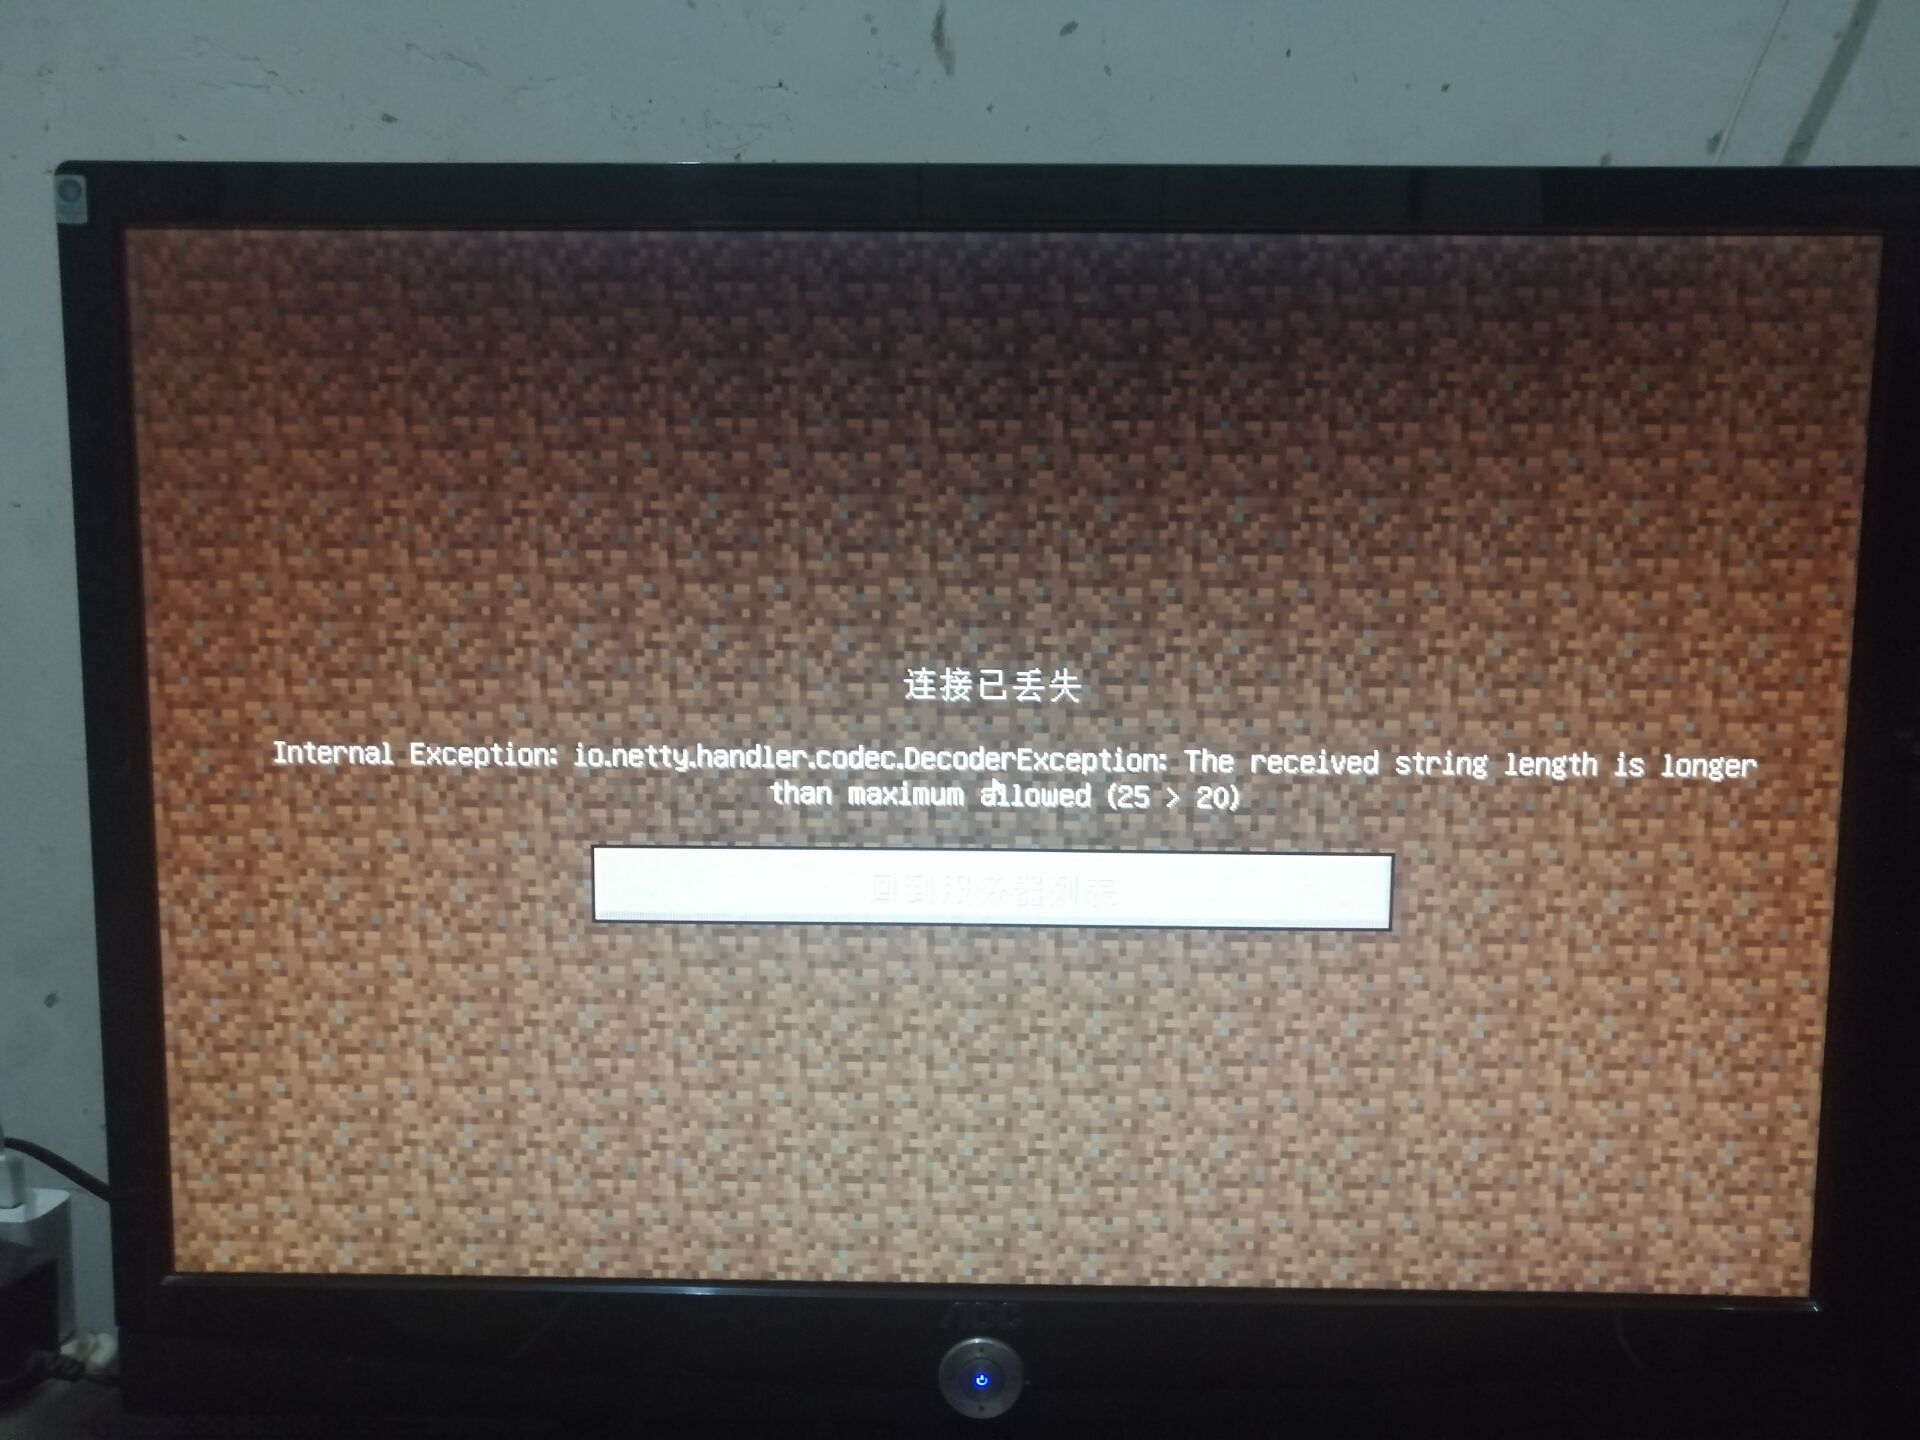 连接已丢失
Internal Exception: io.netty.handler.codec.DecoderException: The received string length is longer
than maximum allowed (25 > 20)
回到服务器列表